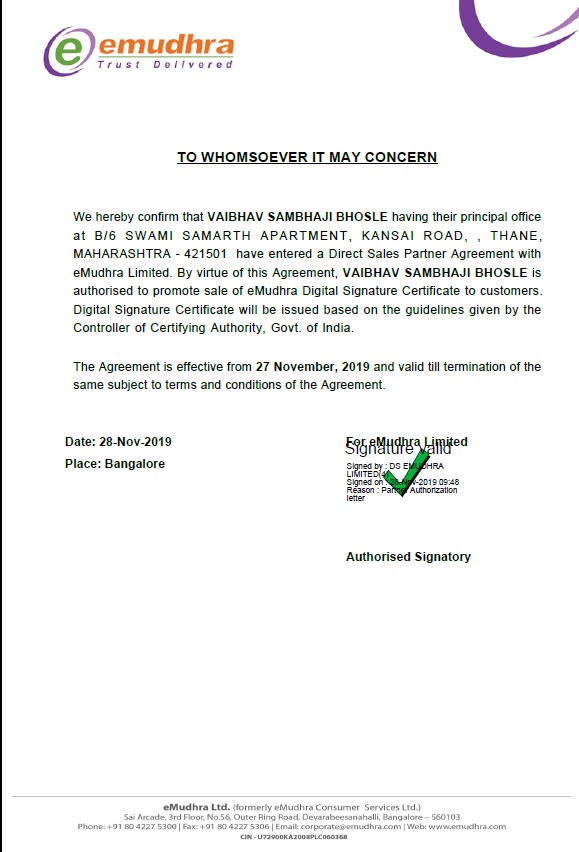 e emudhra
Trust Delivered
TO WHOMSOEVER IT MAY CONCERN
We hereby confirm that VAIBHAV SAMBHAJI BHOSLE having their principal office
at B/6 SWAMI SAMARTH APARTMENT, KANSAI ROAD, , THANE,
MAHARASHTRA - 421501 have entered a Direct Sales Partner Agreement with
eMudhra Limited. By virtue of this Agreement, VAIBHAV SAMBHAJI BHOSLE is
authorised to promote sale of eMudhra Digital Signature Certificate to customers.
Digital Signature Certificate will be issued based on the guidelines given by the
Controller of Certifying Authority, Govt. of India.
The Agreement is effective from 27 November, 2019 and valid till termination of the
same subject to terms and conditions of the Agreement.
Date: 28-Nov-2019
Place: Bangalore
For eMudhra Limited
Signature valid
Signed by : DS EMUDHRA
LIMITED(4)
Signed on : 28-Nov-2019 09:48
Reason : Partner Authorization
letter
Authorised Signatory
eMudhra Ltd. (formerly eMudhra Consumer Services Ltd.)
Sai Arcade, 3rd Floor, No.56, Outer Ring Road, Devarabeesanahalli, Bangalore – 560103
Phone: +91 80 4227 5300 | Fax: +91 80 4227 5306 | Email: corporate@emudhra.com | Web: www.emudhra.com
CIN - U72900KA2008PLC060368